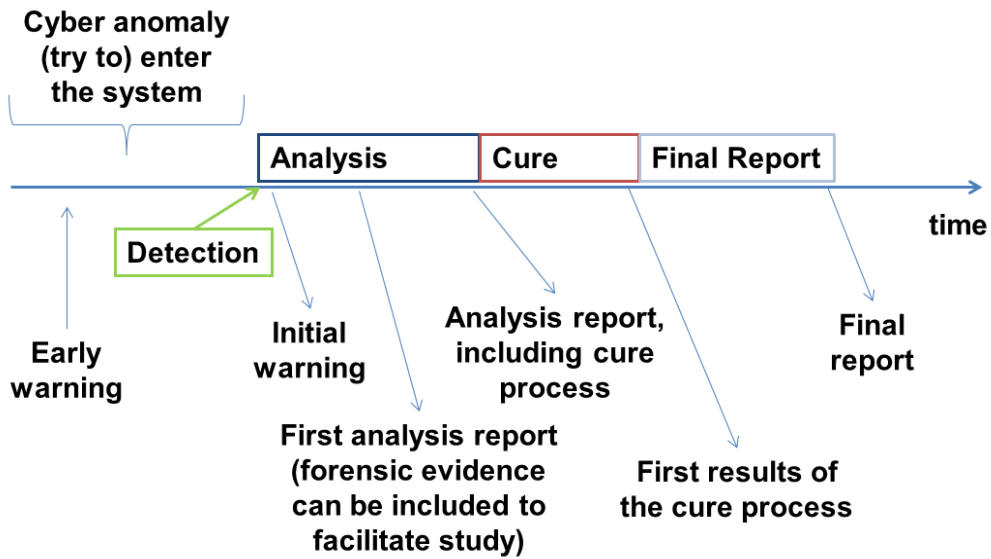 Cyber anomaly
(try to) enter
the system
Analysis
Cure
Final Report
time
Detection
Early
warning
Initial
warning
First analysis report
(forensic evidence
can be included to
facilitate study)
Analysis report,
including cure
process
First results of
the cure process
Final
report